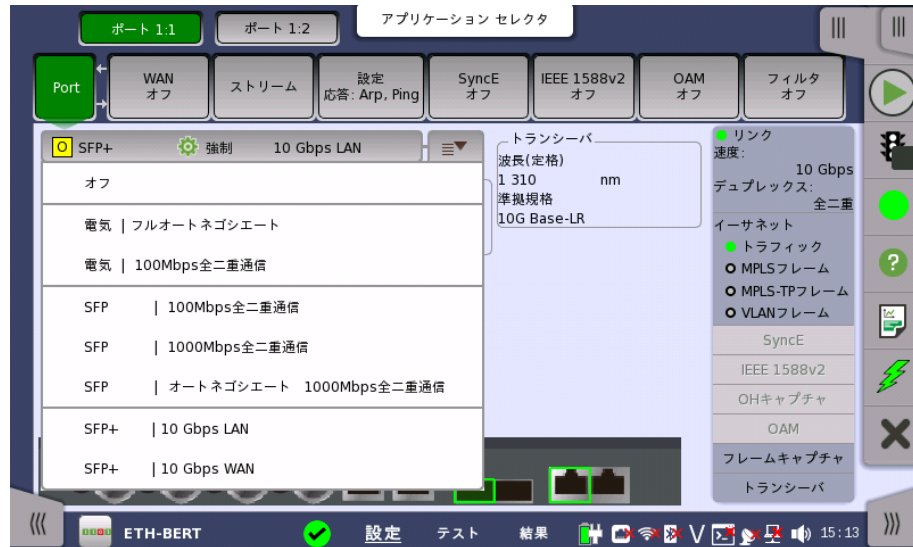 アプリケーション セレクタ
ポート 1:1
ポート 1:2
Port
WAN
オフ
ストリーム
設定
応答: Arp, Ping
SyncE
オフ
IEEE 1588v2
オフ
OAM
オフ
フィルタ
オフ
O SFP+ 強制 10 Gbps LAN
オフ
電気 | フルオートネゴシエート
電気 | 100Mbps全二重通信
SFP | 100Mbps全二重通信
SFP | 1000Mbps全二重通信
SFP | オートネゴシエート 1000Mbps全二重通信
SFP+ | 10 Gbps LAN
SFP+ | 10 Gbps WAN
トランシーバ
波長(定格)
1 310 nm
準拠規格
10G Base-LR
リンク
速度:
10 Gbps
デュプレックス:
全二重
イーサネット
トラフィック
MPLSフレーム
MPLS-TPフレーム
VLANフレーム
SyncE
IEEE 1588v2
OHキャプチャ
OAM
フレームキャプチャ
トランシーバ
ETH-BERT
設定
テスト
結果
15:13